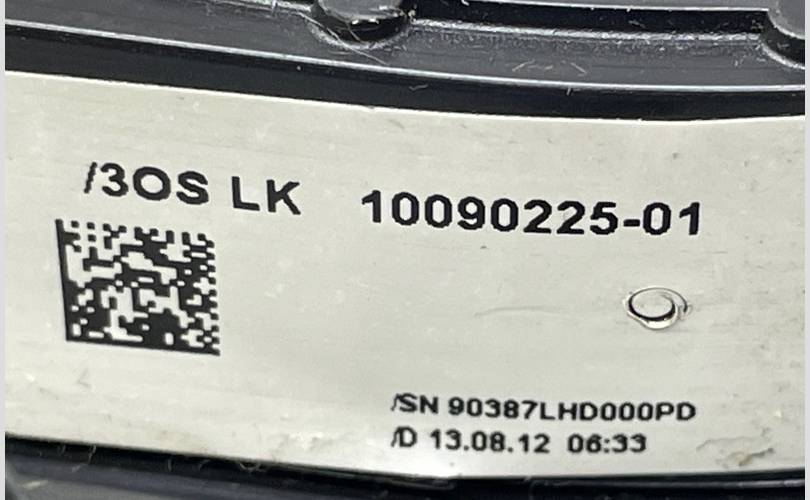 /3OS LK 10090225-01
/SN 90387LHD000PD
/D 13.08.12 06:33